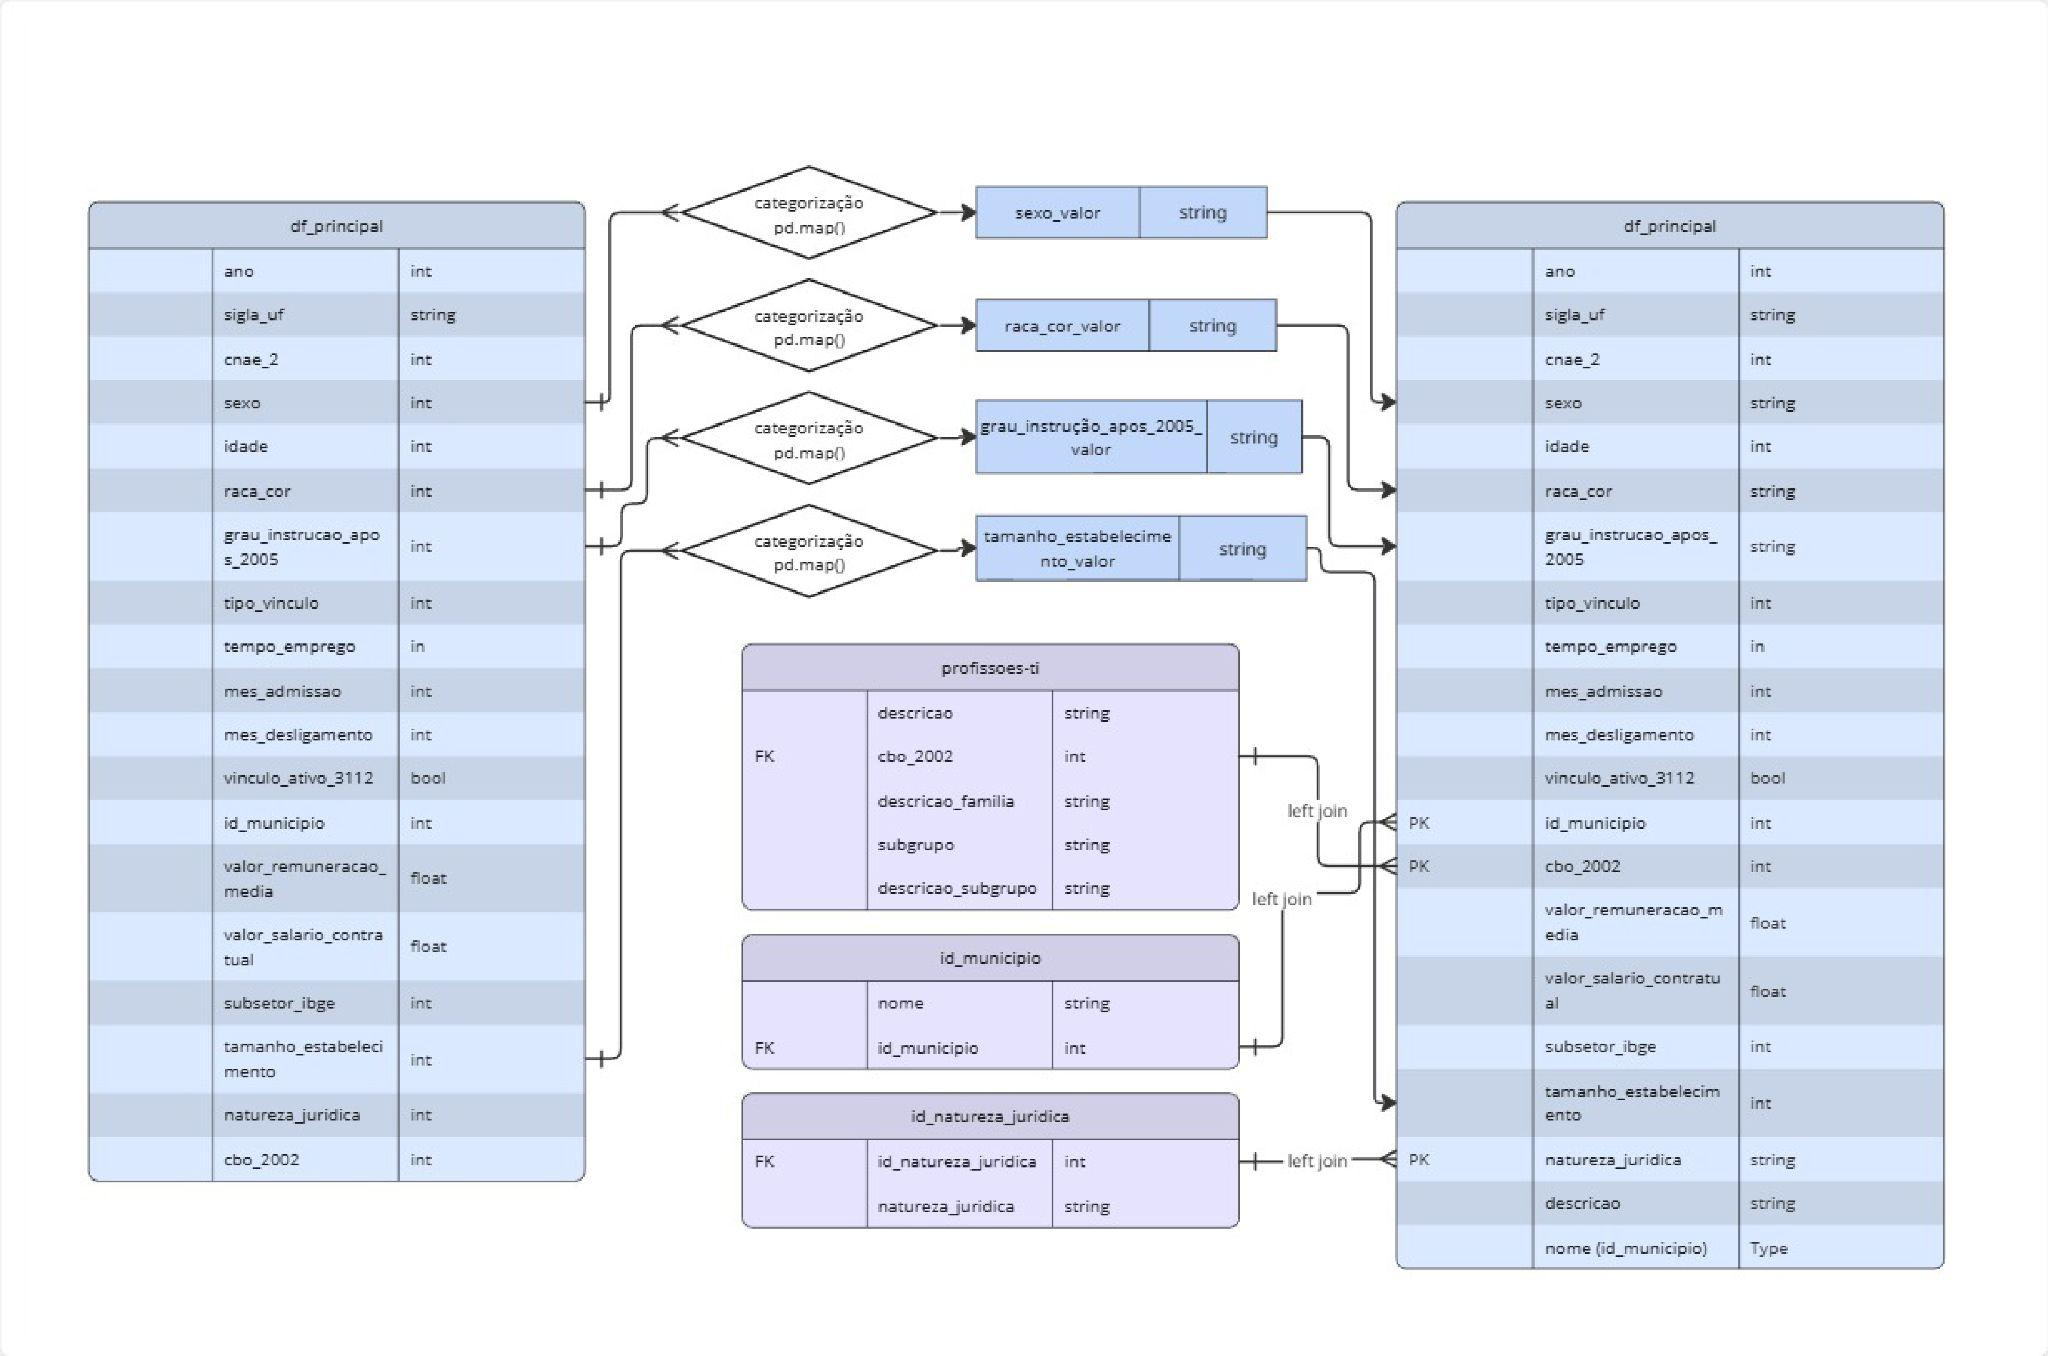 df_principal
ano int
sigla_uf string
cnae_2 int
sexo int
idade int
raca_cor int
grau_instrucao_apo
s_2005 int
tipo_vinculo int
tempo_emprego in
mes_admissao int
mes_desligamento int
vinculo_ativo_3112 bool
id_municipio int
valor_remuneracao_
media float
valor_salario_contra
tual float
subsetor_ibge int
tamanho_estabeleci
mento int
natureza_juridica int
cbo_2002 int
categorização
pd.map()
sexo_valor string
categorização
pd.map()
raca_cor_valor string
categorização
pd.map()
grau_instrução_apos_2005_
valor string
categorização
pd.map()
tamanho_estabelecime
nto_valor string
profissoes-ti
descricao string
FK cbo_2002 int
descricao_familia string
subgrupo string
descricao_subgrupo string
left join
left join
id_municipio
nome string
FK id_municipio int
id_natureza_juridica
FK id_natureza_juridica int
natureza_juridica string
left join
df_principal
ano int
sigla_uf string
cnae_2 int
sexo string
idade int
raca_cor string
grau_instrucao_apos_
2005 string
tipo_vinculo int
tempo_emprego in
mes_admissao int
mes_desligamento int
vinculo_ativo_3112 bool
PK id_municipio int
PK cbo_2002 int
valor_remuneracao_m
edia float
valor_salario_contratu
al float
subsetor_ibge int
tamanho_estabelecim
ento int
PK natureza_juridica string
descricao string
nome (id_municipio) Type